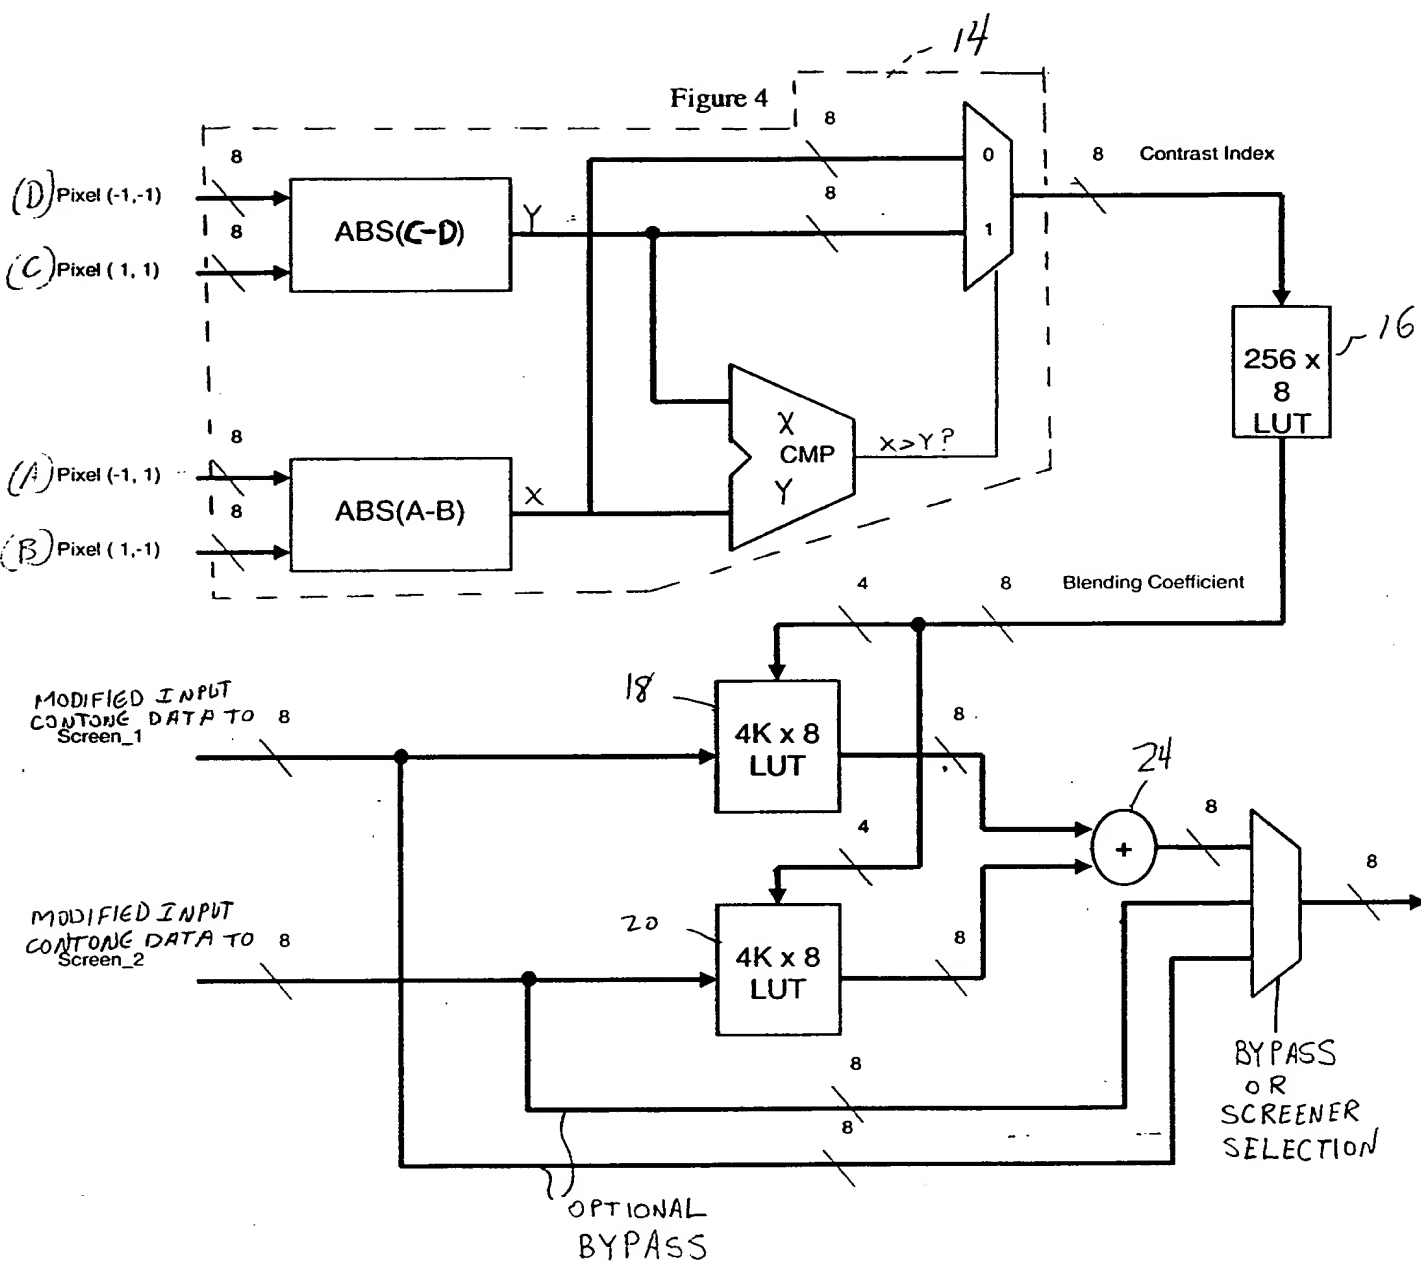 14
Figure 4
8
8
8
8
(D) Pixel (-1,-1)
ABS(C-D)
Y
0
1
8 Contrast Index
8
(C) Pixel ( 1, 1)
16
256 x
8
LUT
8
(A) Pixel (-1, 1)
8
(B) Pixel ( 1,-1)
ABS(A-B)
X
X
CMP
Y
X>Y?
4
8
Blending Coefficient
MODIFIED INPUT
CONTONE DATA TO
Screen_1
8
18
4K x 8
LUT
8
24
+
8
8
4
MODIFIED INPUT
CONTONE DATA TO
Screen_2
8
20
4K x 8
LUT
8
8
8
BYPASS
OR
SCREENER
SELECTION
OPTIONAL
BYPASS